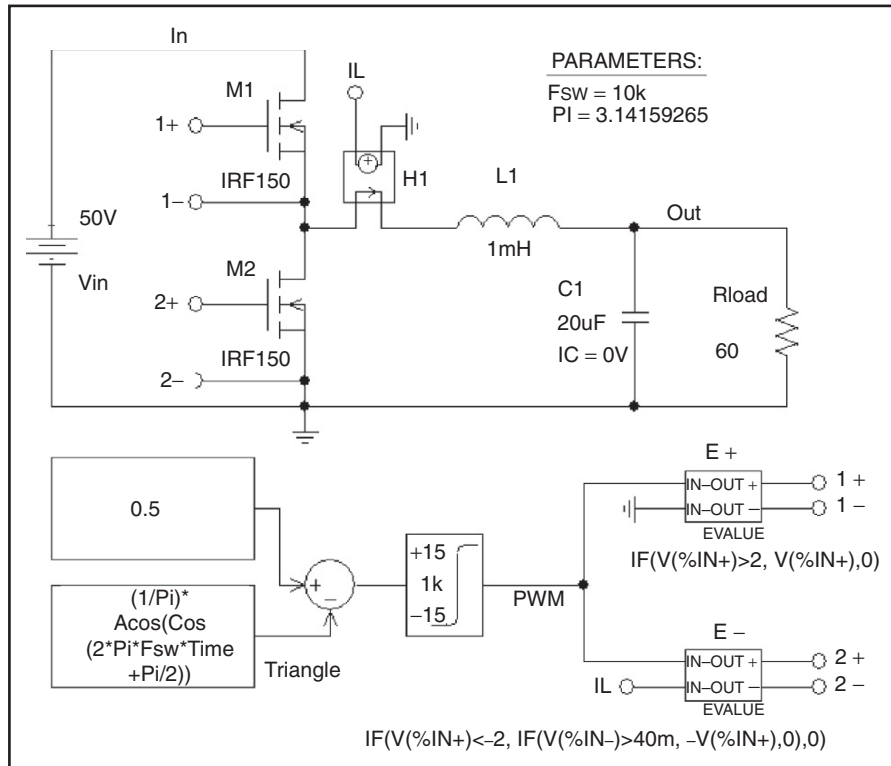 In
PARAMETERS:
Fsw = 10k
PI = 3.14159265
IL
M1
1+
IRF150
1−
H1
L1
1mH
Out
50V
Vin
M2
2+
IRF150
2−
C1
20uF
IC = 0V
Rload
60
0.5
(1/Pi)*
Acos(Cos
(2*Pi*Fsw*Time
+Pi/2))
Triangle
+
−
+15
1k
−15
PWM
E +
IN–OUT +
IN–OUT –
1 +
1 −
EVALUE
IF(V(%IN+)>2, V(%IN+),0)
E −
IN–OUT +
IN–OUT –
2 +
2 −
IL
EVALUE
IF(V(%IN+)<-2, IF(V(%IN-)>40m, –V(%IN+),0),0)